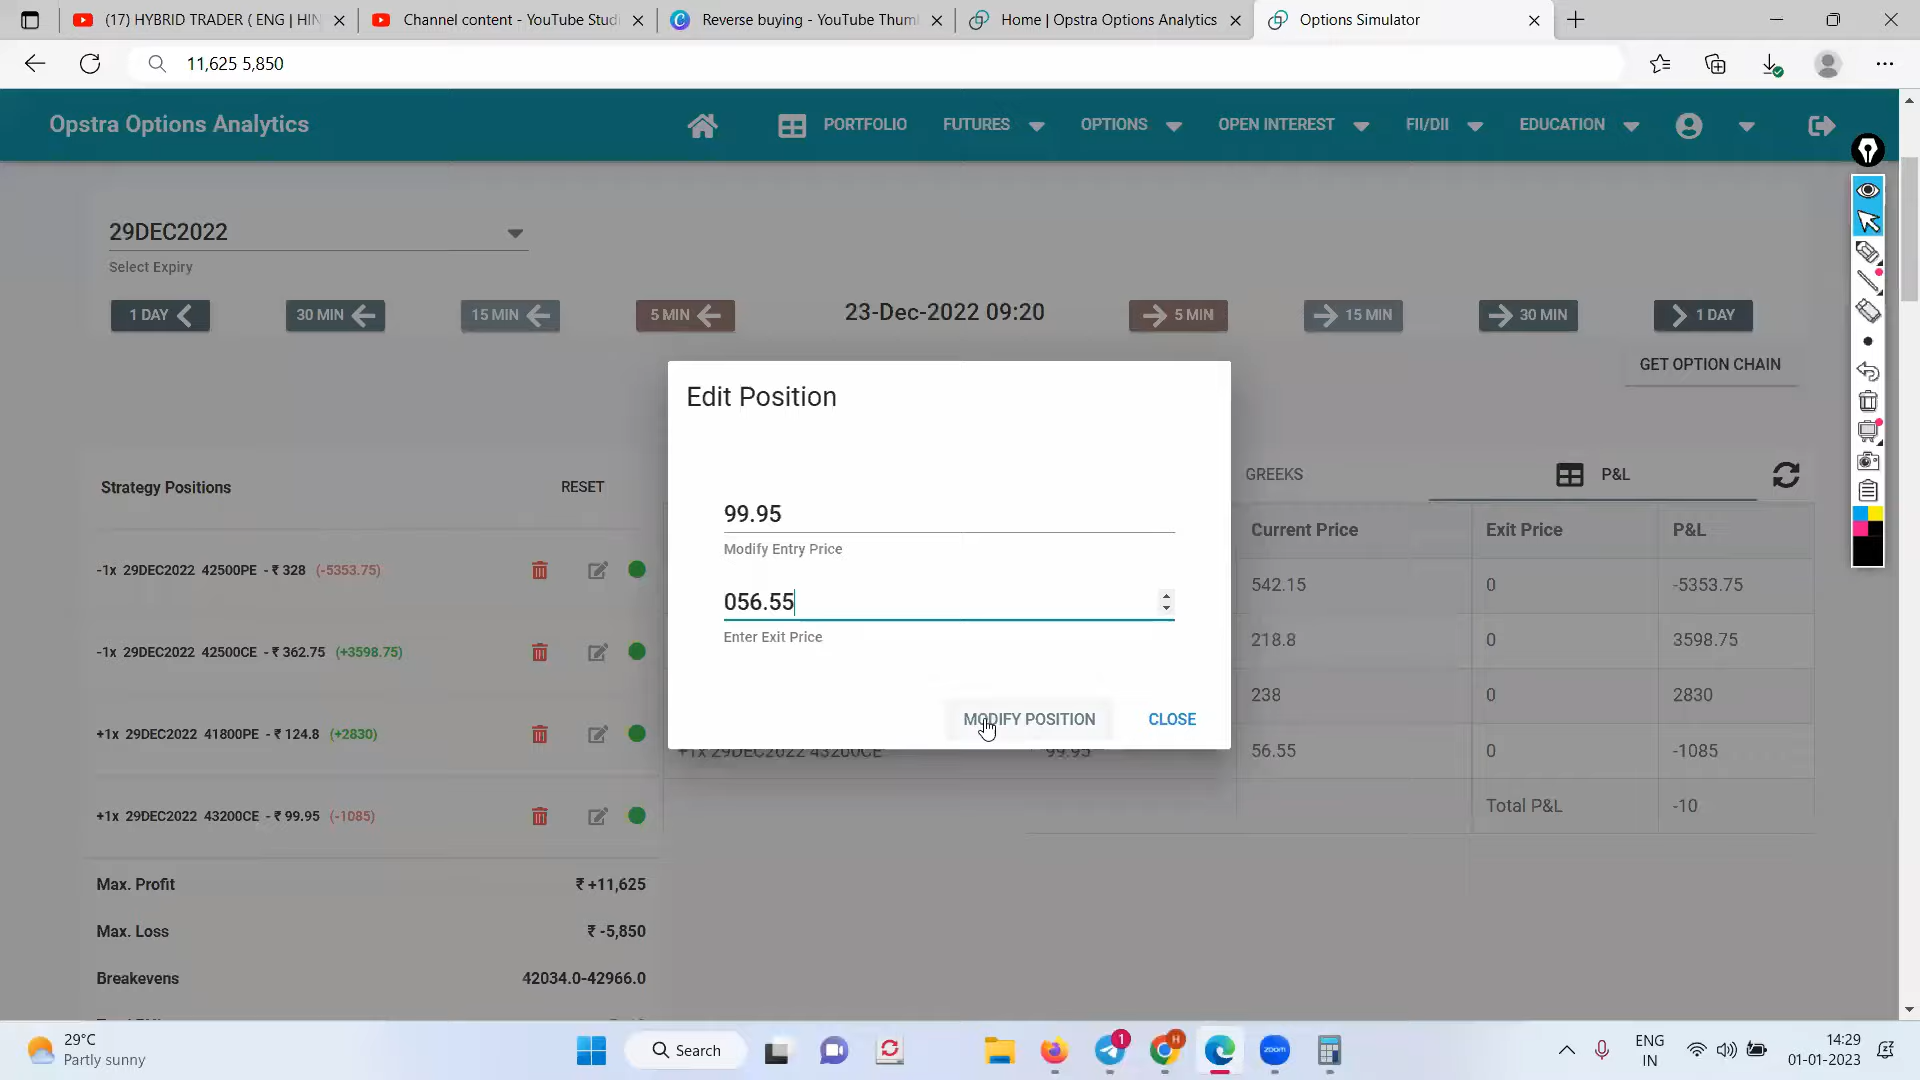 (17) HYBRID TRADER ( ENG | HIN
Channel content - YouTube Studi
Reverse buying - YouTube Thum
Home | Opstra Options Analytics
Options Simulator
11,625 5,850
Opstra Options Analytics
PORTFOLIO
FUTURES
OPTIONS
OPEN INTEREST
FII/DII
EDUCATION
29DEC2022
Select Expiry
1 DAY
30 MIN
15 MIN
5 MIN
23-Dec-2022 09:20
5 MIN
15 MIN
30 MIN
1 DAY
GET OPTION CHAIN
Strategy Positions
RESET
-1x 29DEC2022 42500PE - ₹ 328 (-5353.75)
-1x 29DEC2022 42500CE - ₹ 362.75 (+3598.75)
+1x 29DEC2022 41800PE - ₹ 124.8 (+2830)
+1x 29DEC2022 43200CE - ₹ 99.95 (-1085)
Max. Profit ₹ +11,625
Max. Loss ₹ -5,850
Breakevens 42034.0-42966.0
Edit Position
99.95
Modify Entry Price
056.55
Enter Exit Price
MODIFY POSITION
CLOSE
GREEKS
P&L
Current Price Exit Price P&L
542.15 0 -5353.75
218.8 0 3598.75
238 0 2830
+1x 29DEC2022 43200CE 99.95 56.55 0 -1085
Total P&L -10
29°C
Partly sunny
Search
1
H
zoom
ENG
IN
14:29
01-01-2023